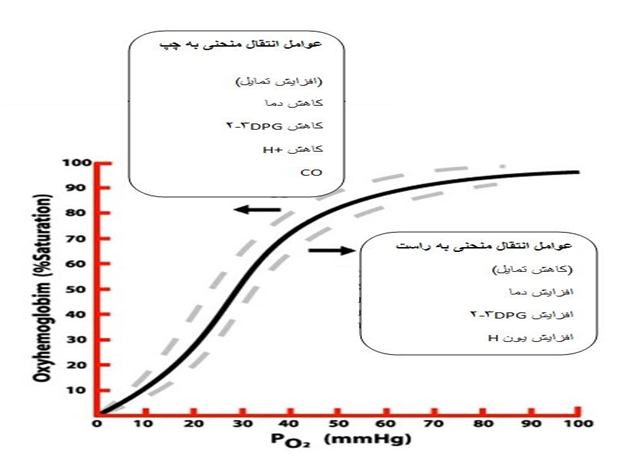 عوامل انتقال منحنی به چپ
(افزایش تمایل)
کاهش دما
کاهش ۲-۳DPG
کاهش H+
CO
عوامل انتقال منحنی به راست
(کاهش تمایل)
افزایش دما
افزایش ۲-۳DPG
افزایش یون H
Oxyhemoglobim (%Saturation)
100
90
80
70
60
50
40
30
20
10
0 10 20 30 40 50 60 70 80 90 100
PO₂ (mmHg)